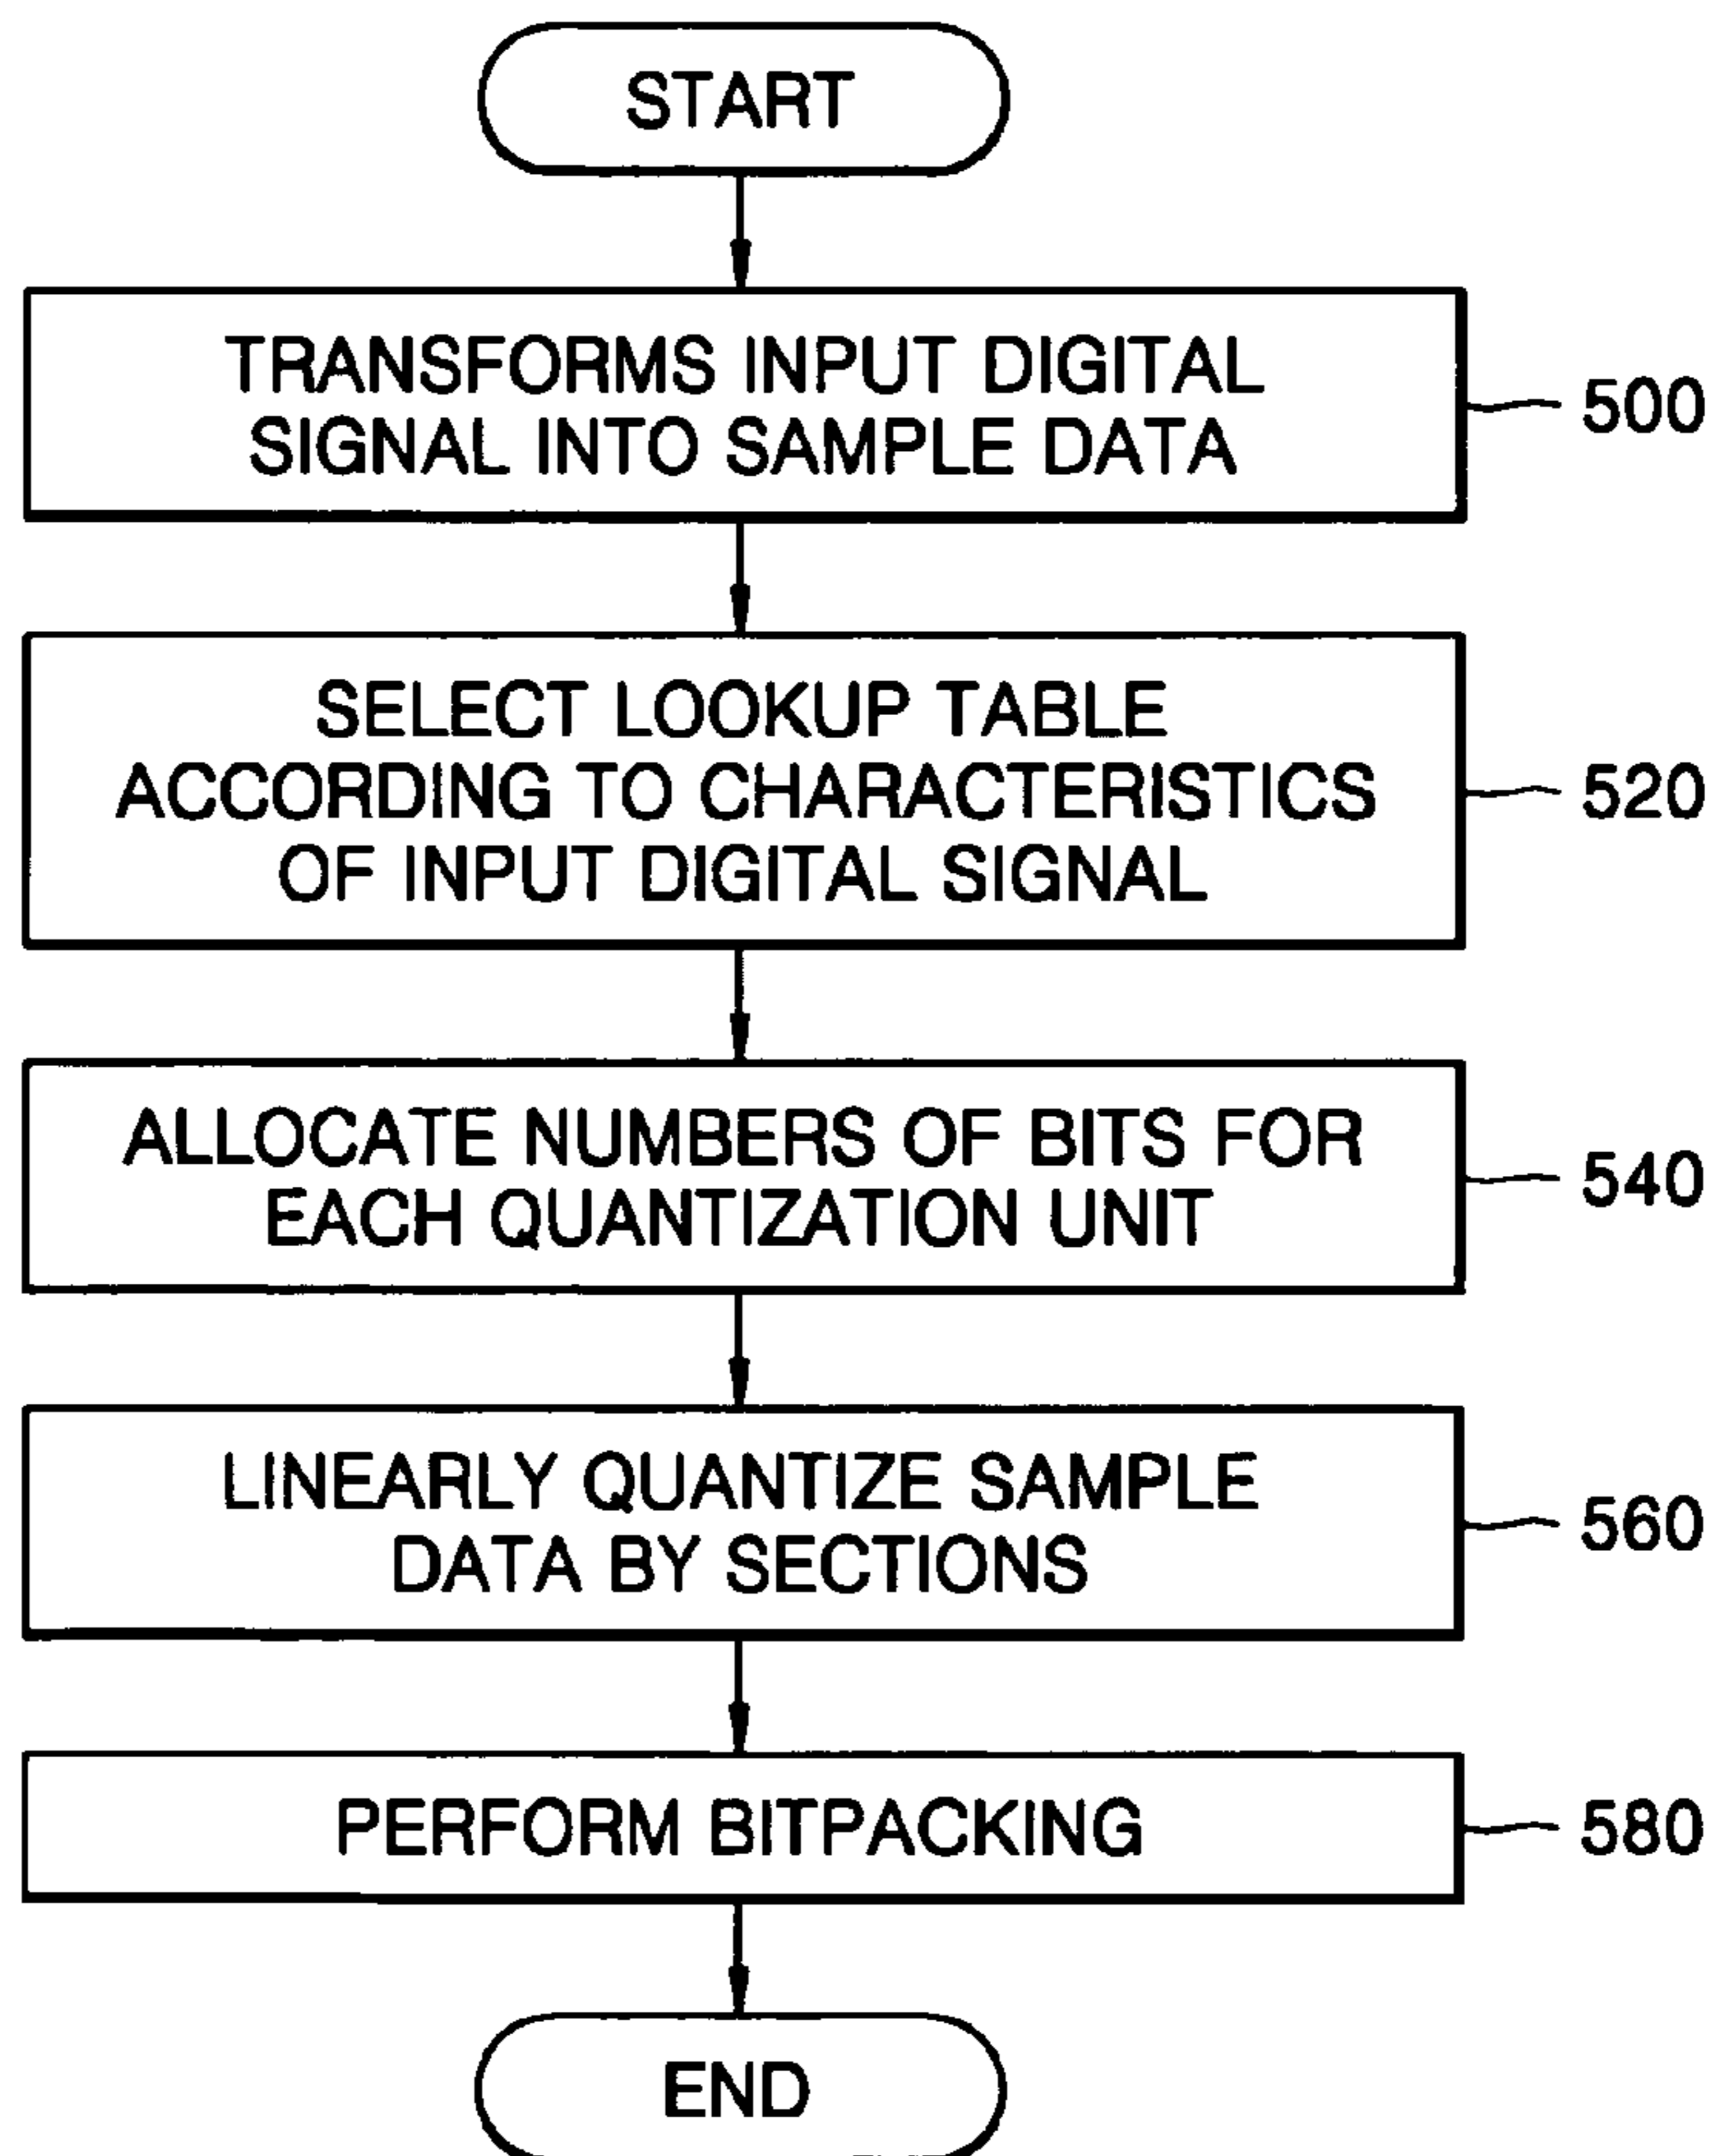 START
TRANSFORMS INPUT DIGITAL
SIGNAL INTO SAMPLE DATA
500
SELECT LOOKUP TABLE
ACCORDING TO CHARACTERISTICS
OF INPUT DIGITAL SIGNAL
520
ALLOCATE NUMBERS OF BITS FOR
EACH QUANTIZATION UNIT
540
LINEARLY QUANTIZE SAMPLE
DATA BY SECTIONS
560
PERFORM BITPACKING
580
END